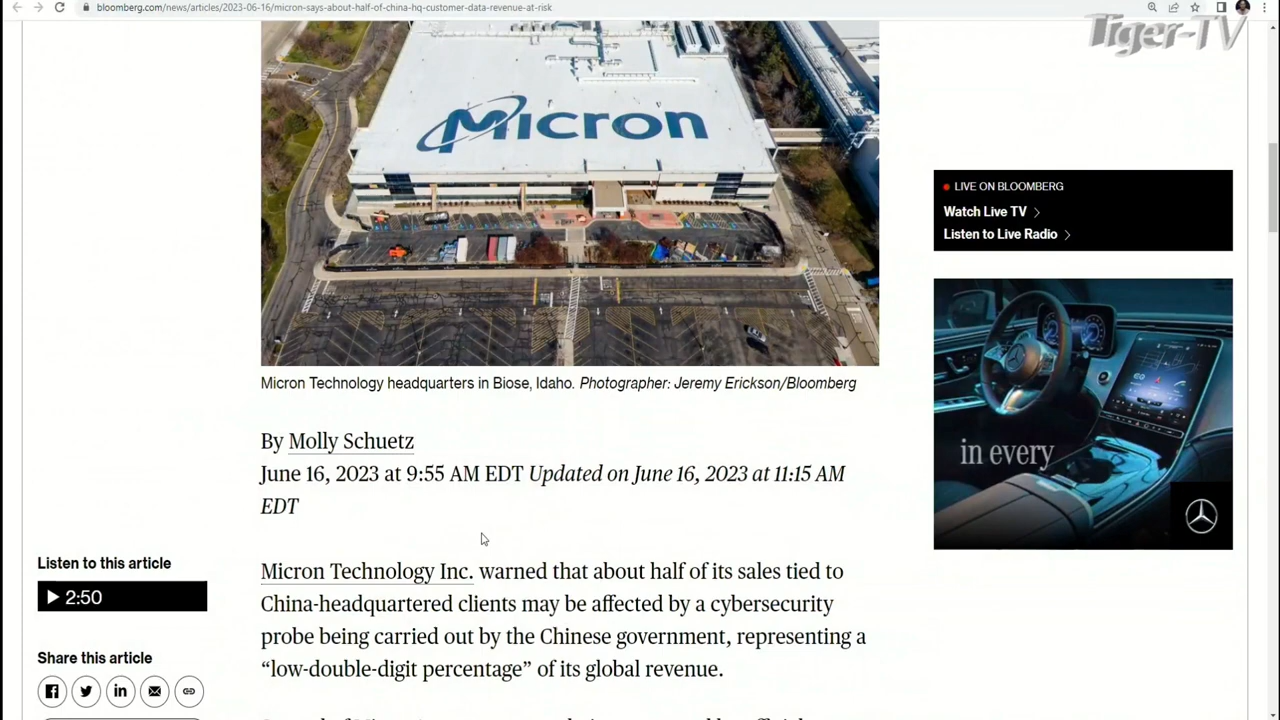 bloomberg.com/news/articles/2023-06-16/micron-says-about-half-of-china-hq-customer-data-revenue-at-risk
Tiger-TV
Micron
LIVE ON BLOOMBERG
Watch Live TV
Listen to Live Radio
Micron Technology headquarters in Biose, Idaho. Photographer: Jeremy Erickson/Bloomberg
in every
By Molly Schuetz
June 16, 2023 at 9:55 AM EDT Updated on June 16, 2023 at 11:15 AM
EDT
Listen to this article
2:50
Micron Technology Inc. warned that about half of its sales tied to
China-headquartered clients may be affected by a cybersecurity
probe being carried out by the Chinese government, representing a
“low-double-digit percentage” of its global revenue.
Share this article